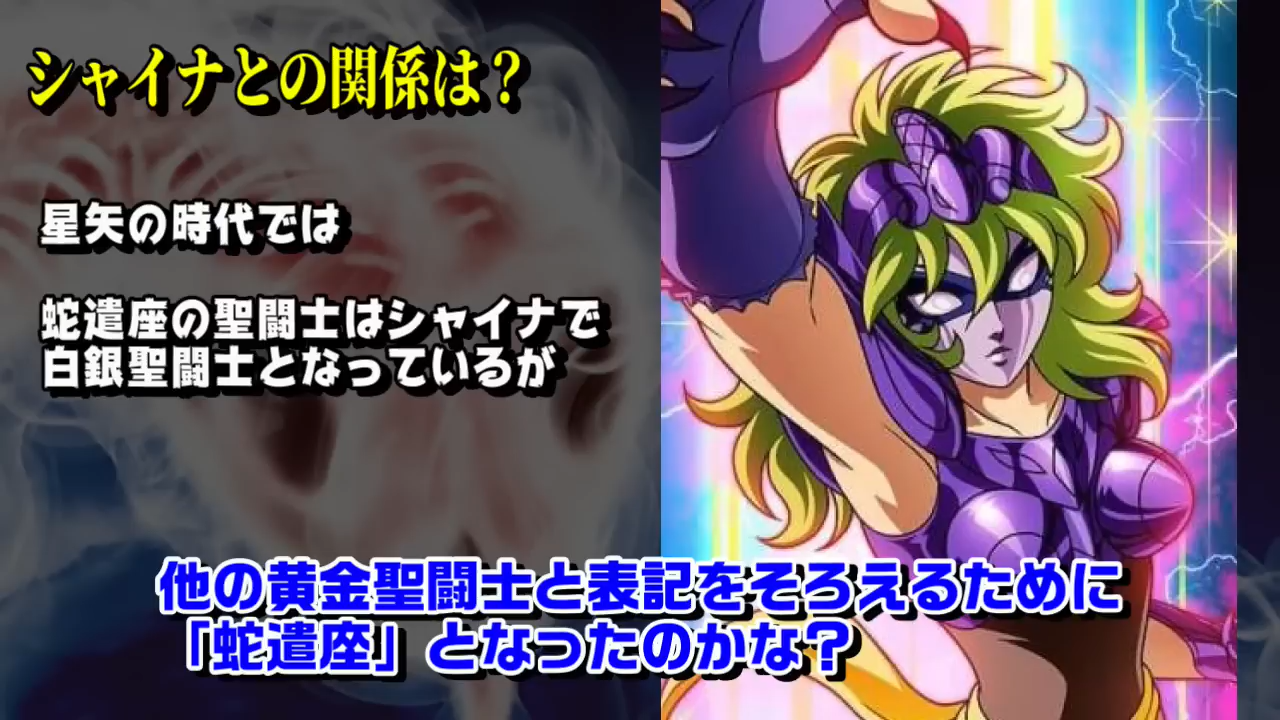 シャイナとの関係は？
星矢の時代では
蛇遣座の聖闘士はシャイナで
白銀聖闘士となっているが
他の黄金聖闘士と表記をそろえるために
「蛇遣座」となったのかな？